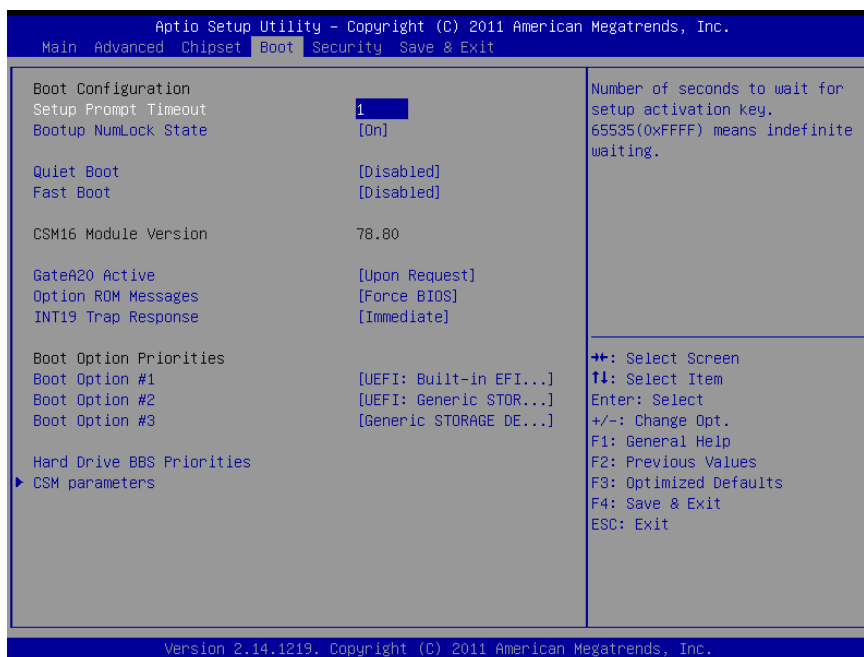 Aptio Setup Utility – Copyright (C) 2011 American Megatrends, Inc.
Main Advanced Chipset Boot Security Save & Exit
Boot Configuration
Setup Prompt Timeout 1
Bootup NumLock State [On]
Quiet Boot [Disabled]
Fast Boot [Disabled]
CSM16 Module Version 78.80
GateA20 Active [Upon Request]
Option ROM Messages [Force BIOS]
INT19 Trap Response [Immediate]
Boot Option Priorities
Boot Option #1 [UEFI: Built-in EFI...]
Boot Option #2 [UEFI: Generic STOR...]
Boot Option #3 [Generic STORAGE DE...]
Hard Drive BBS Priorities
CSM parameters
Number of seconds to wait for
setup activation key.
65535(0xFFFF) means indefinite
waiting.
→←: Select Screen
↑↓: Select Item
Enter: Select
+/-: Change Opt.
F1: General Help
F2: Previous Values
F3: Optimized Defaults
F4: Save & Exit
ESC: Exit
Version 2.14.1219. Copyright (C) 2011 American Megatrends, Inc.